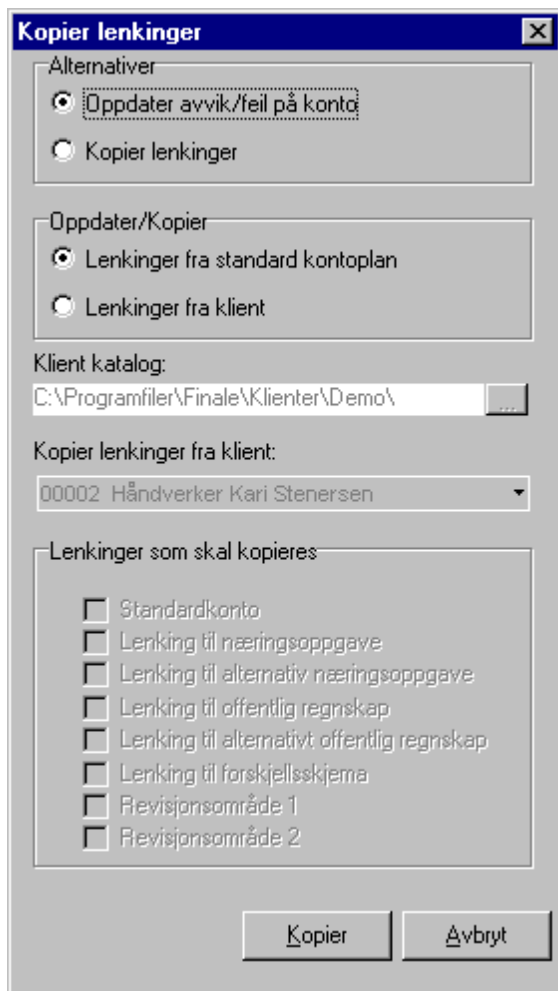 Kopier lenkinger
Alternativer
Oppdater avvik/feil på konto
Kopier lenkinger
Oppdater/Kopier
Lenkinger fra standard kontoplan
Lenkinger fra klient
Klient katalog:
C:\Programfiler\Finale\Klienter\Demo\
...
Kopier lenkinger fra klient:
00002 Håndverker Kari Stenersen
Lenkinger som skal kopieres
Standardkonto
Lenking til næringsoppgave
Lenking til alternativ næringsoppgave
Lenking til offentlig regnskap
Lenking til alternativt offentlig regnskap
Lenking til forskjellsskjema
Revisjonsområde 1
Revisjonsområde 2
Kopier Avbryt